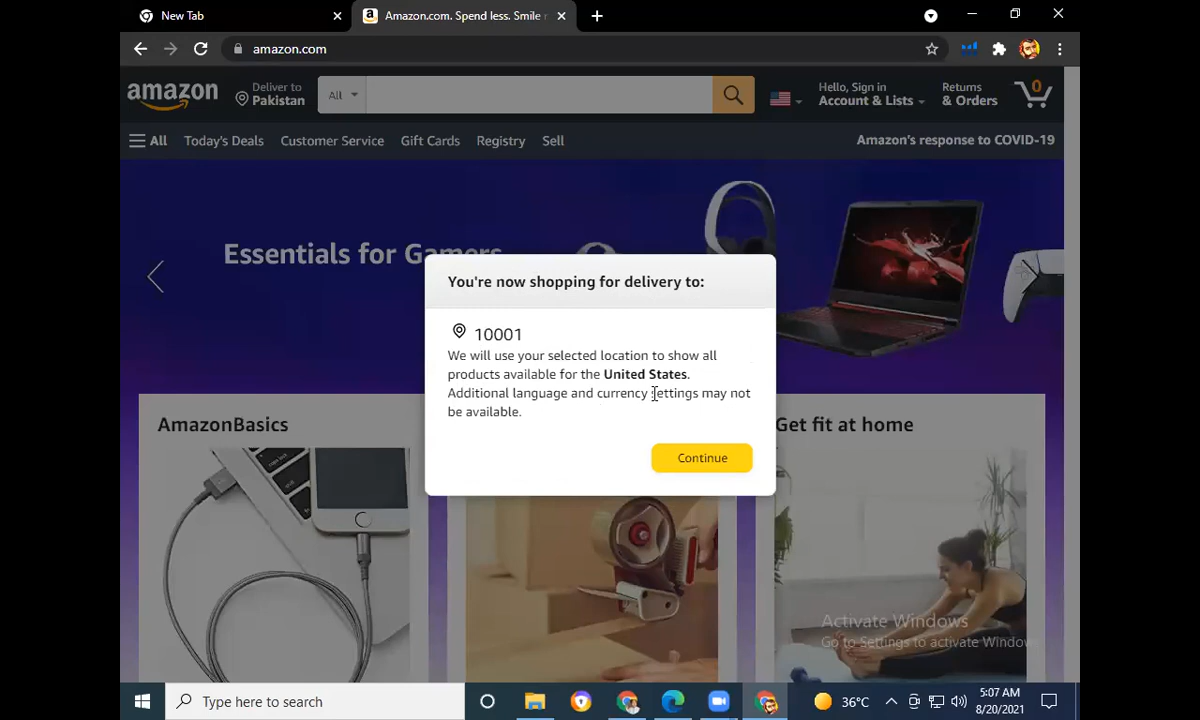 New Tab
Amazon.com. Spend less. Smile
amazon.com
amazon
Deliver to
Pakistan
All
Hello, Sign in
Account & Lists
Returns
& Orders
0
All Today's Deals Customer Service Gift Cards Registry Sell
Amazon's response to COVID-19
Essentials for Gamers
You're now shopping for delivery to:
10001
We will use your selected location to show all
products available for the United States.
Additional language and currency settings may not
be available.
Continue
AmazonBasics
Get fit at home
Activate Windows
Go to Settings to activate Window
Type here to search
36°C
5:07 AM
8/20/2021